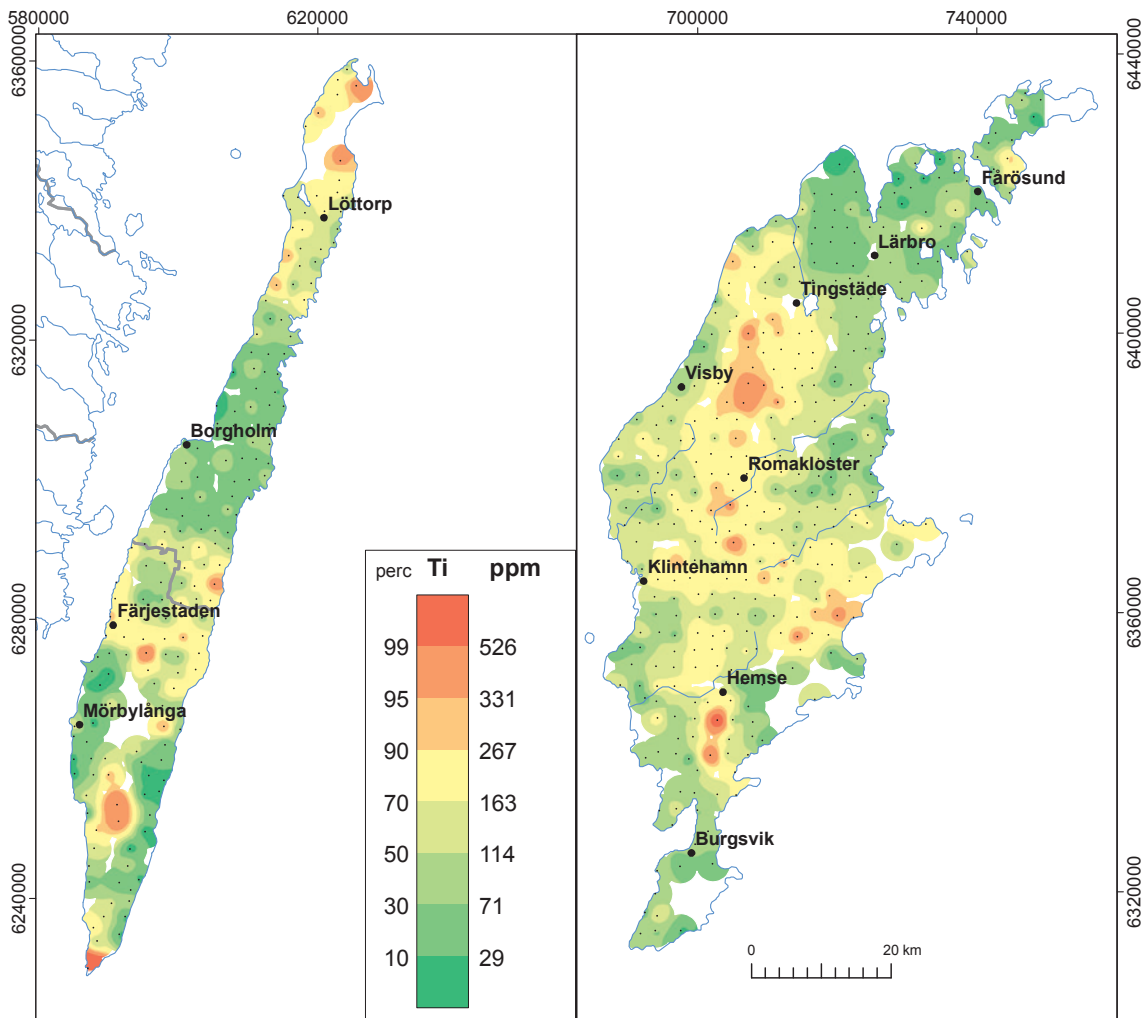 580000
620000
700000
740000
6360000
6320000
6280000
6240000
6440000
6400000
6360000
6320000
Löttorp
Borgholm
Färjestaden
Mörbylånga
perc Ti ppm
99 526
95 331
90 267
70 163
50 114
30 71
10 29
Fårösund
Lärbro
Tingstäde
Visby
Romakloster
Klintehamn
Hemse
Burgsvik
0 20 km